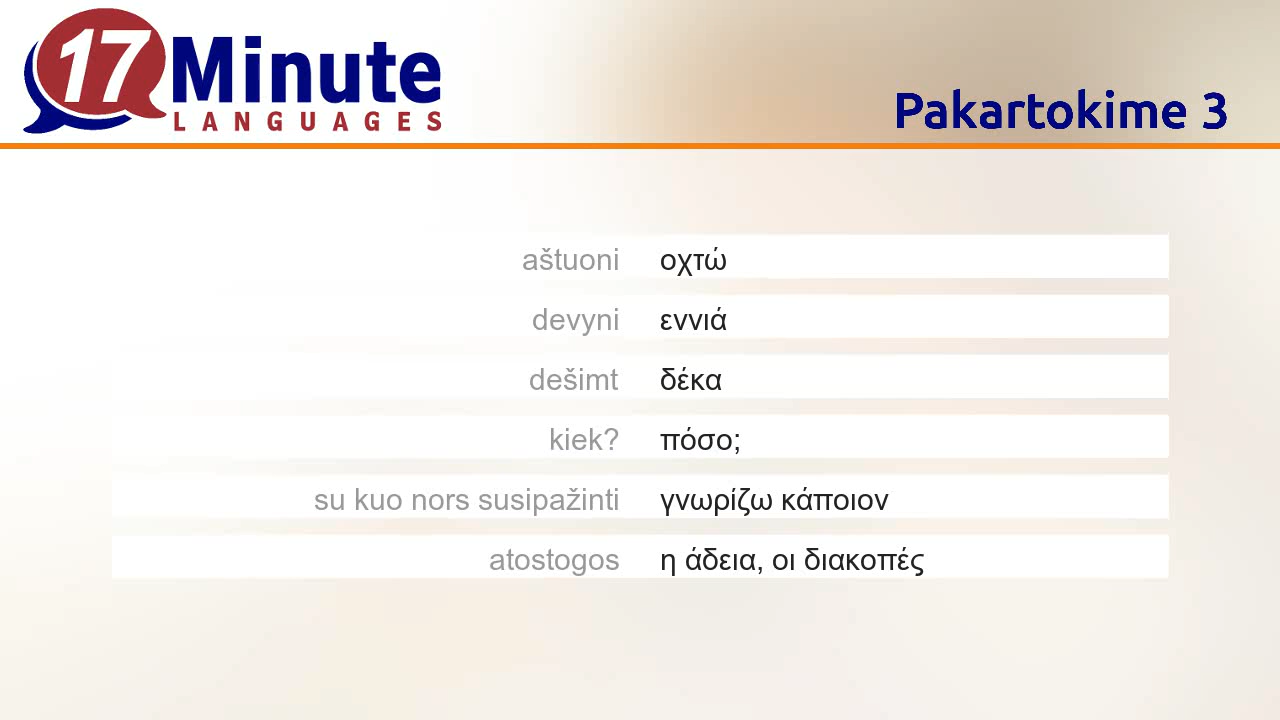 17 Minute
LANGUAGES
Pakartokime 3
aštuoni οχτώ
devyni εννιά
dešimt δέκα
kiek? πόσο;
su kuo nors susipažinti γνωρίζω κάποιον
atostogos η άδεια, οι διακοπές